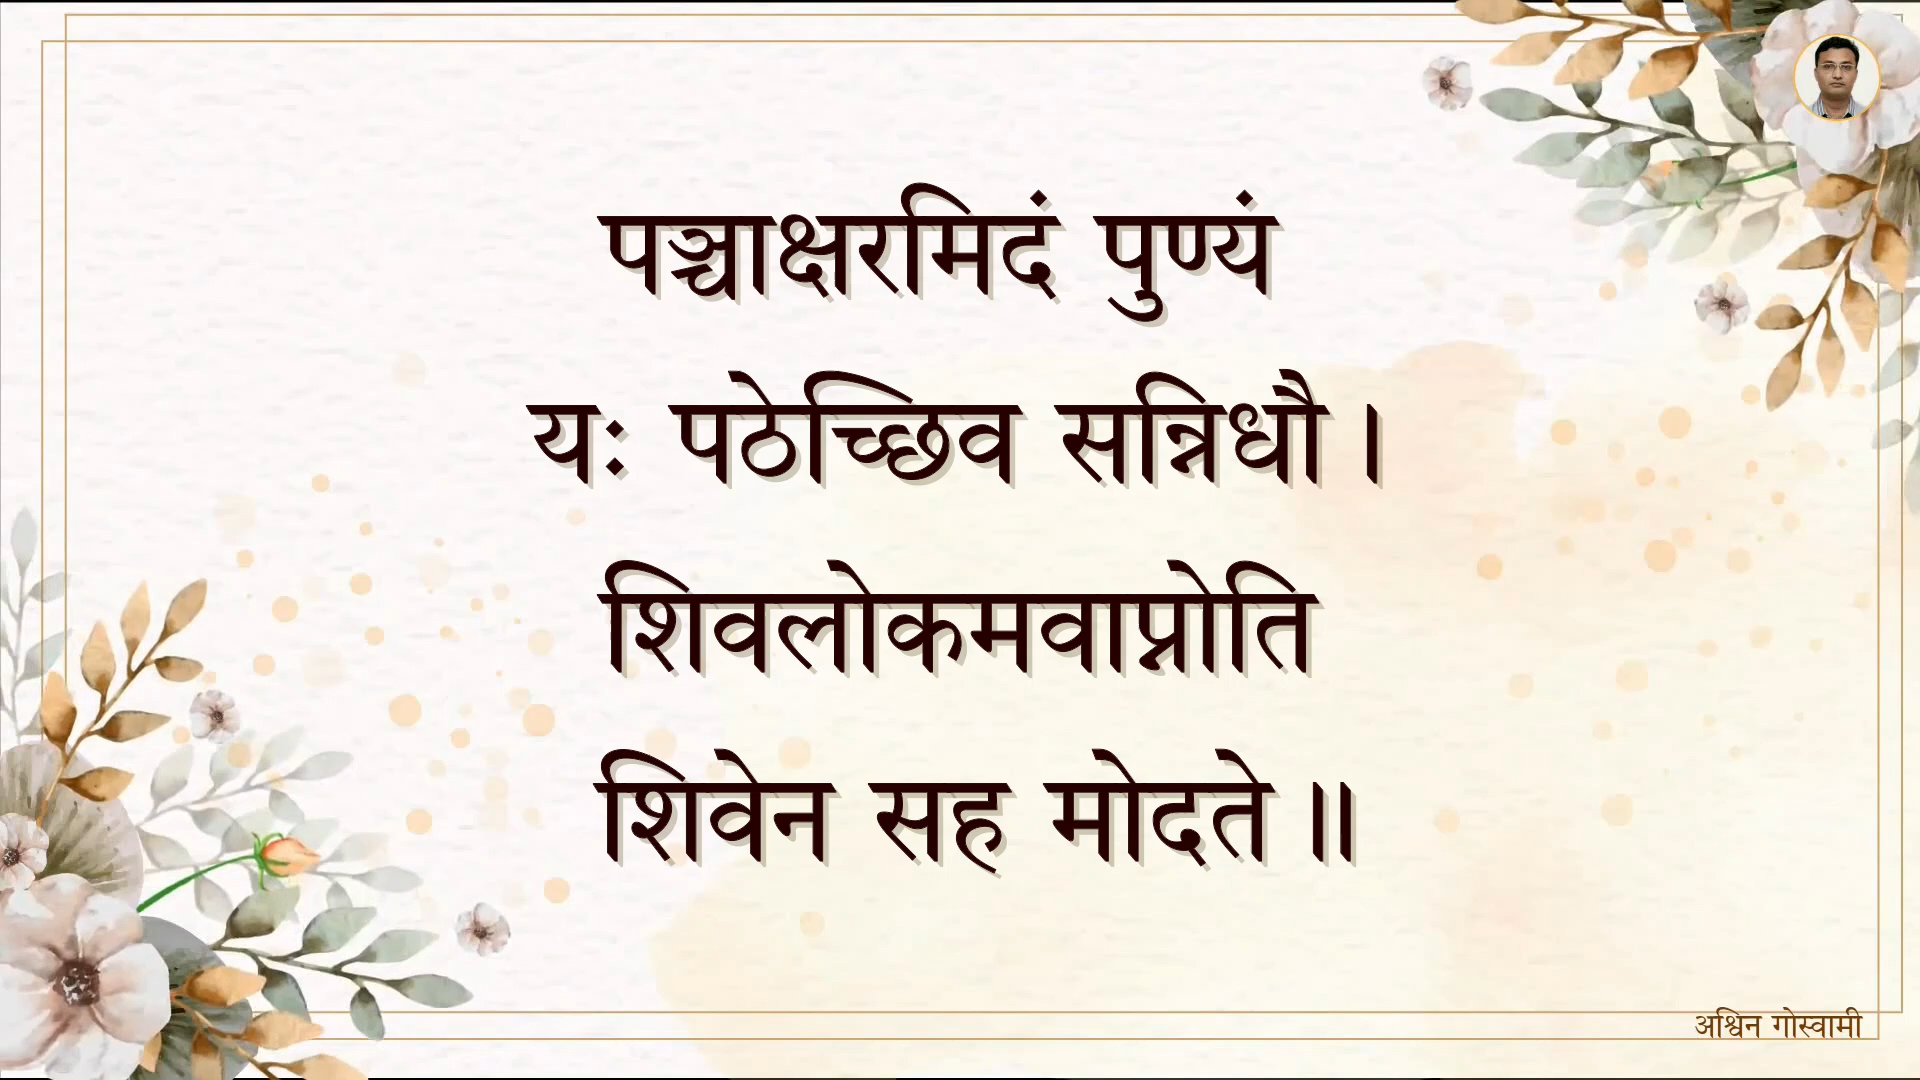 पञ्चाक्षरमिदं पुण्यं
यः पठेच्छिव सन्निधौ ।
शिवलोकमवाप्नोति
शिवेन सह मोदते ॥
अश्विन गोस्वामी